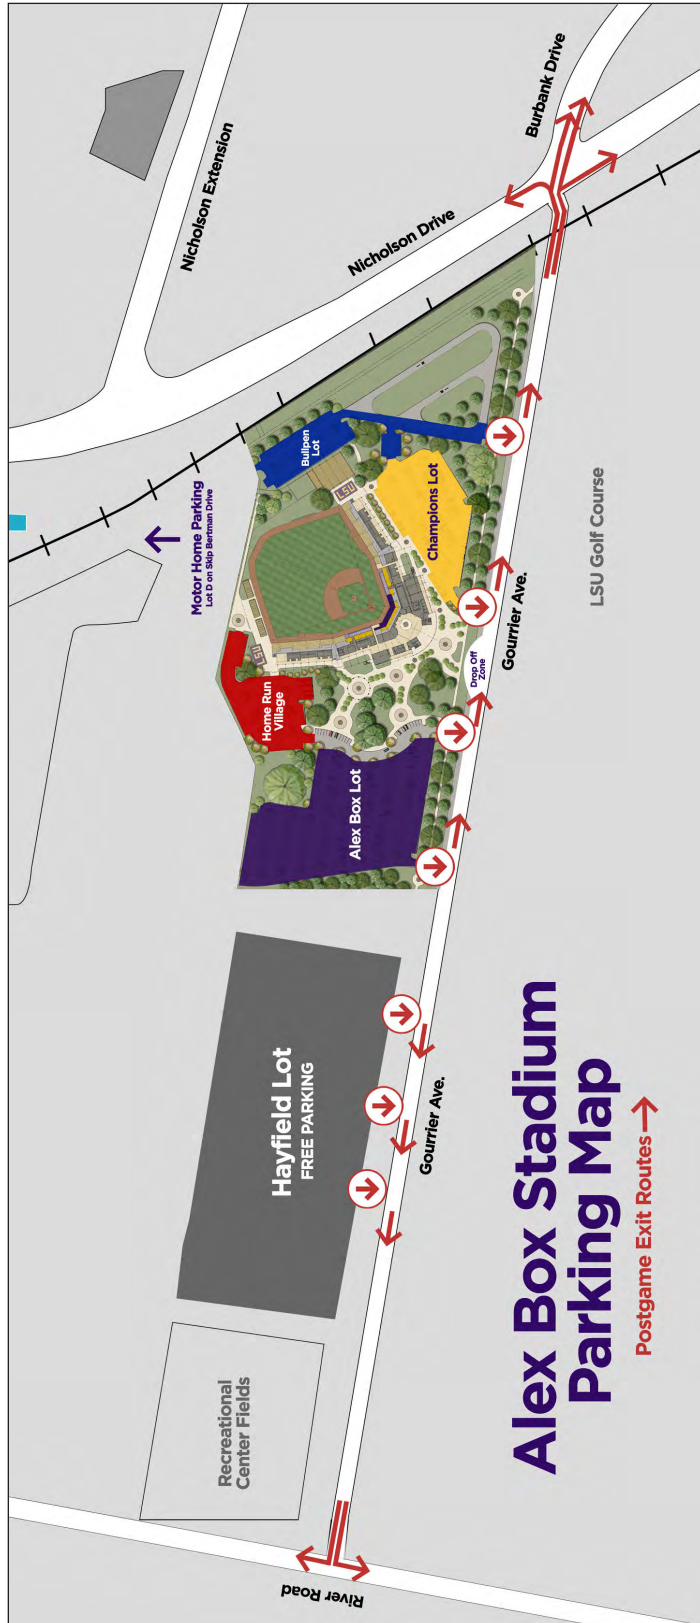 Alex Box Stadium
Parking Map
Postgame Exit Routes
River Road
Recreational
Center Fields
Hayfield Lot
FREE PARKING
Gourrier Ave.
Alex Box Lot
Home Run
Village
LSU
Drop Off
Zone
Gourrier Ave.
LSU Golf Course
Champions Lot
LSU
Bullpen
Lot
Motor Home Parking
Lot D on Skip Bertman Drive
Nicholson Extension
Nicholson Drive
Burbank Drive